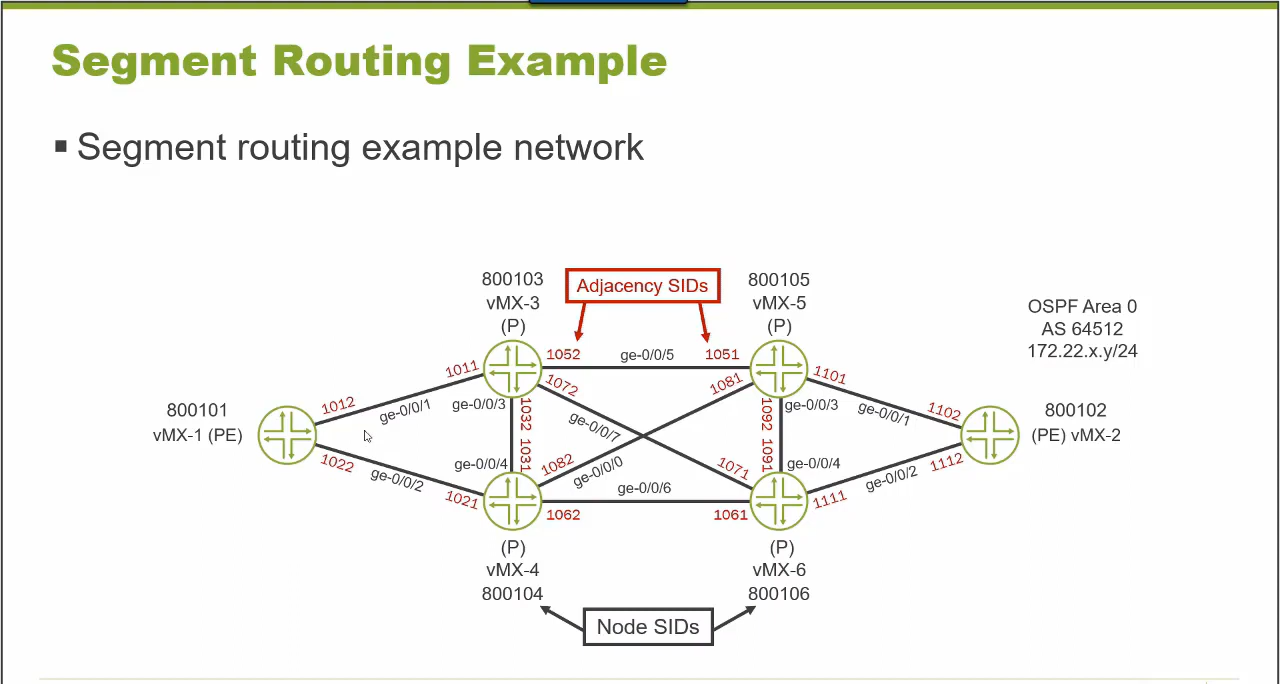 Segment Routing Example
▪ Segment routing example network
800103
vMX-3
(P)
Adjacency SIDs
800105
vMX-5
(P)
OSPF Area 0
AS 64512
172.22.x.y/24
1052
ge-0/0/5
1051
1011
1072
1081
1101
1012
ge-0/0/1
ge-0/0/3
1032
ge-0/0/7
1092
ge-0/0/3
ge-0/0/1
1102
800101
vMX-1 (PE)
800102
(PE) vMX-2
1022
ge-0/0/2
1021
ge-0/0/4
1031
1082
ge-0/0/0
1071
1091
ge-0/0/4
ge-0/0/2
1112
1111
ge-0/0/6
1062
1061
(P)
vMX-4
800104
(P)
vMX-6
800106
Node SIDs